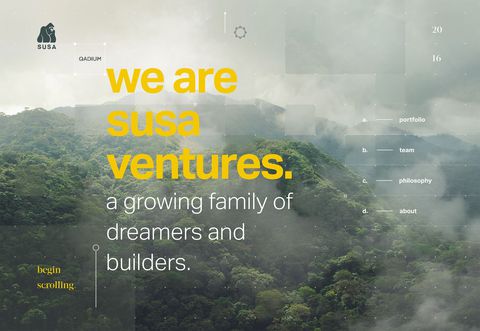 SUSA
20
QADIUM
16
we are
susa
ventures.
a growing family of
dreamers and
builders.
a. portfolio
b. team
c. philosophy
d. about
begin
scrolling